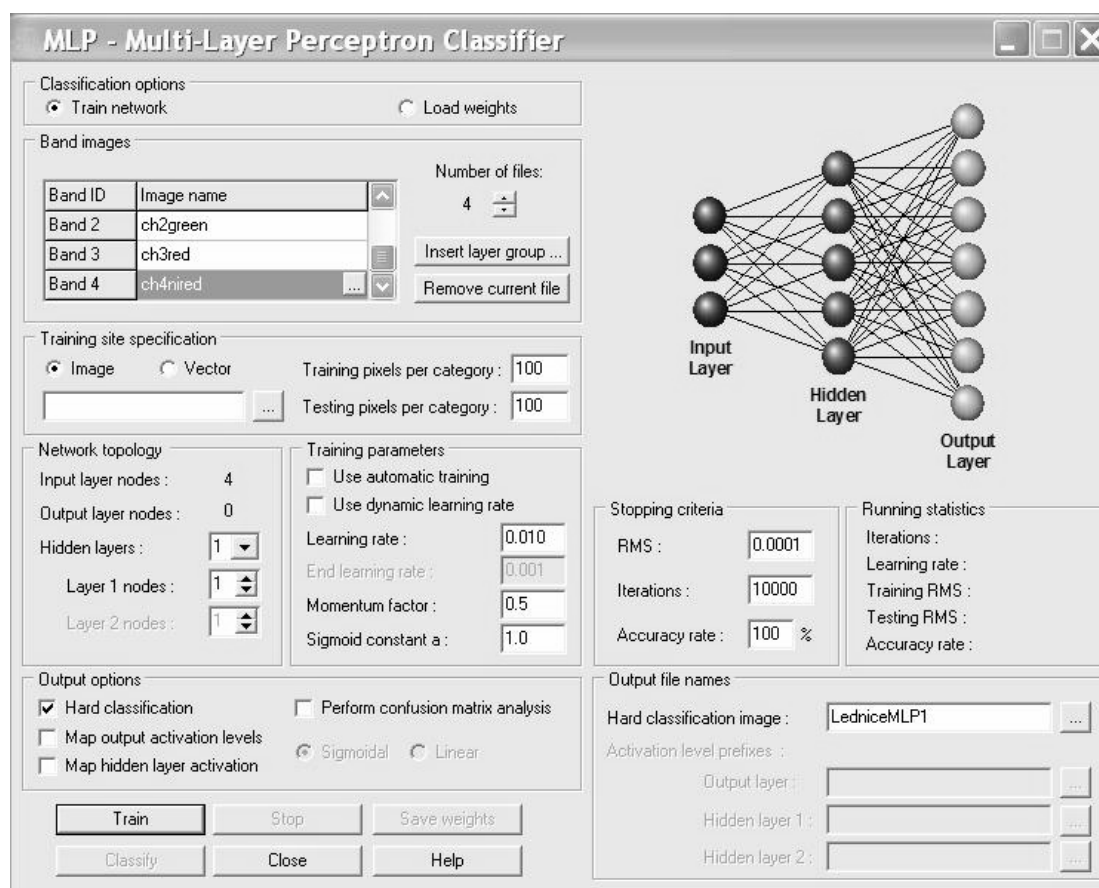 MLP - Multi-Layer Perceptron Classifier
Classification options
Train network
Load weights
Band images
Band ID Image name
Band 2 ch2green
Band 3 ch3red
Band 4 ch4nired ...
Number of files:
4
Insert layer group ...
Remove current file
Training site specification
Image Vector
...
Training pixels per category : 100
Testing pixels per category : 100
Network topology
Input layer nodes : 4
Output layer nodes : 0
Hidden layers : 1
Layer 1 nodes : 1
Layer 2 nodes : 1
Training parameters
Use automatic training
Use dynamic learning rate
Learning rate : 0.010
End learning rate : 0.001
Momentum factor : 0.5
Sigmoid constant a : 1.0
Input
Layer
Hidden
Layer
Output
Layer
Stopping criteria
RMS : 0.0001
Iterations : 10000
Accuracy rate : 100 %
Running statistics
Iterations :
Learning rate :
Training RMS :
Testing RMS :
Accuracy rate :
Output options
Hard classification
Map output activation levels
Map hidden layer activation
Perform confusion matrix analysis
Sigmoidal Linear
Output file names
Hard classification image : LedniceMLP1 ...
Activation level prefixes :
Output layer : ...
Hidden layer 1 : ...
Hidden layer 2 : ...
Train Stop Save weights
Classify Close Help